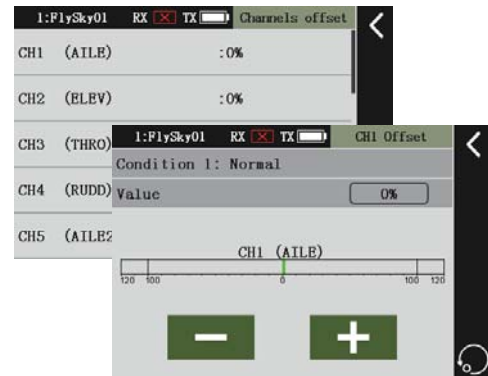 1:FlySky01 RX TX Channels offset
CH1 (AILE) :0%
CH2 (ELEV) :0%
CH3 (THRO)
CH4 (RUDD)
CH5 (AILE2
1:FlySky01 RX TX CH1 Offset
Condition 1: Normal
Value 0%
CH1 (AILE)
120 100 0 100 120